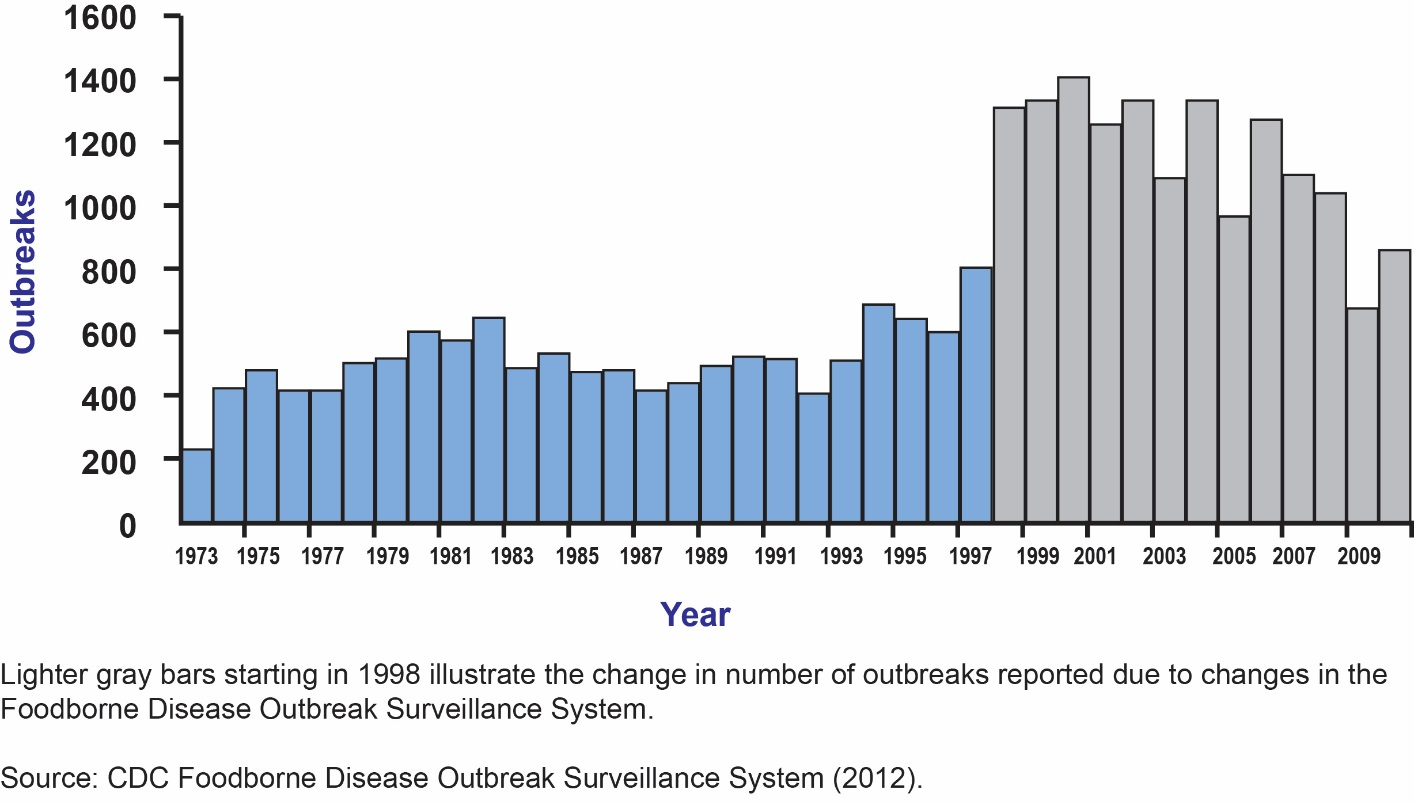 1600
1400
1200
1000
800
600
400
200
0
Outbreaks
1973 1975 1977 1979 1981 1983 1985 1987 1989 1991 1993 1995 1997 1999 2001 2003 2005 2007 2009
Year
Lighter gray bars starting in 1998 illustrate the change in number of outbreaks reported due to changes in the
Foodborne Disease Outbreak Surveillance System.
Source: CDC Foodborne Disease Outbreak Surveillance System (2012).